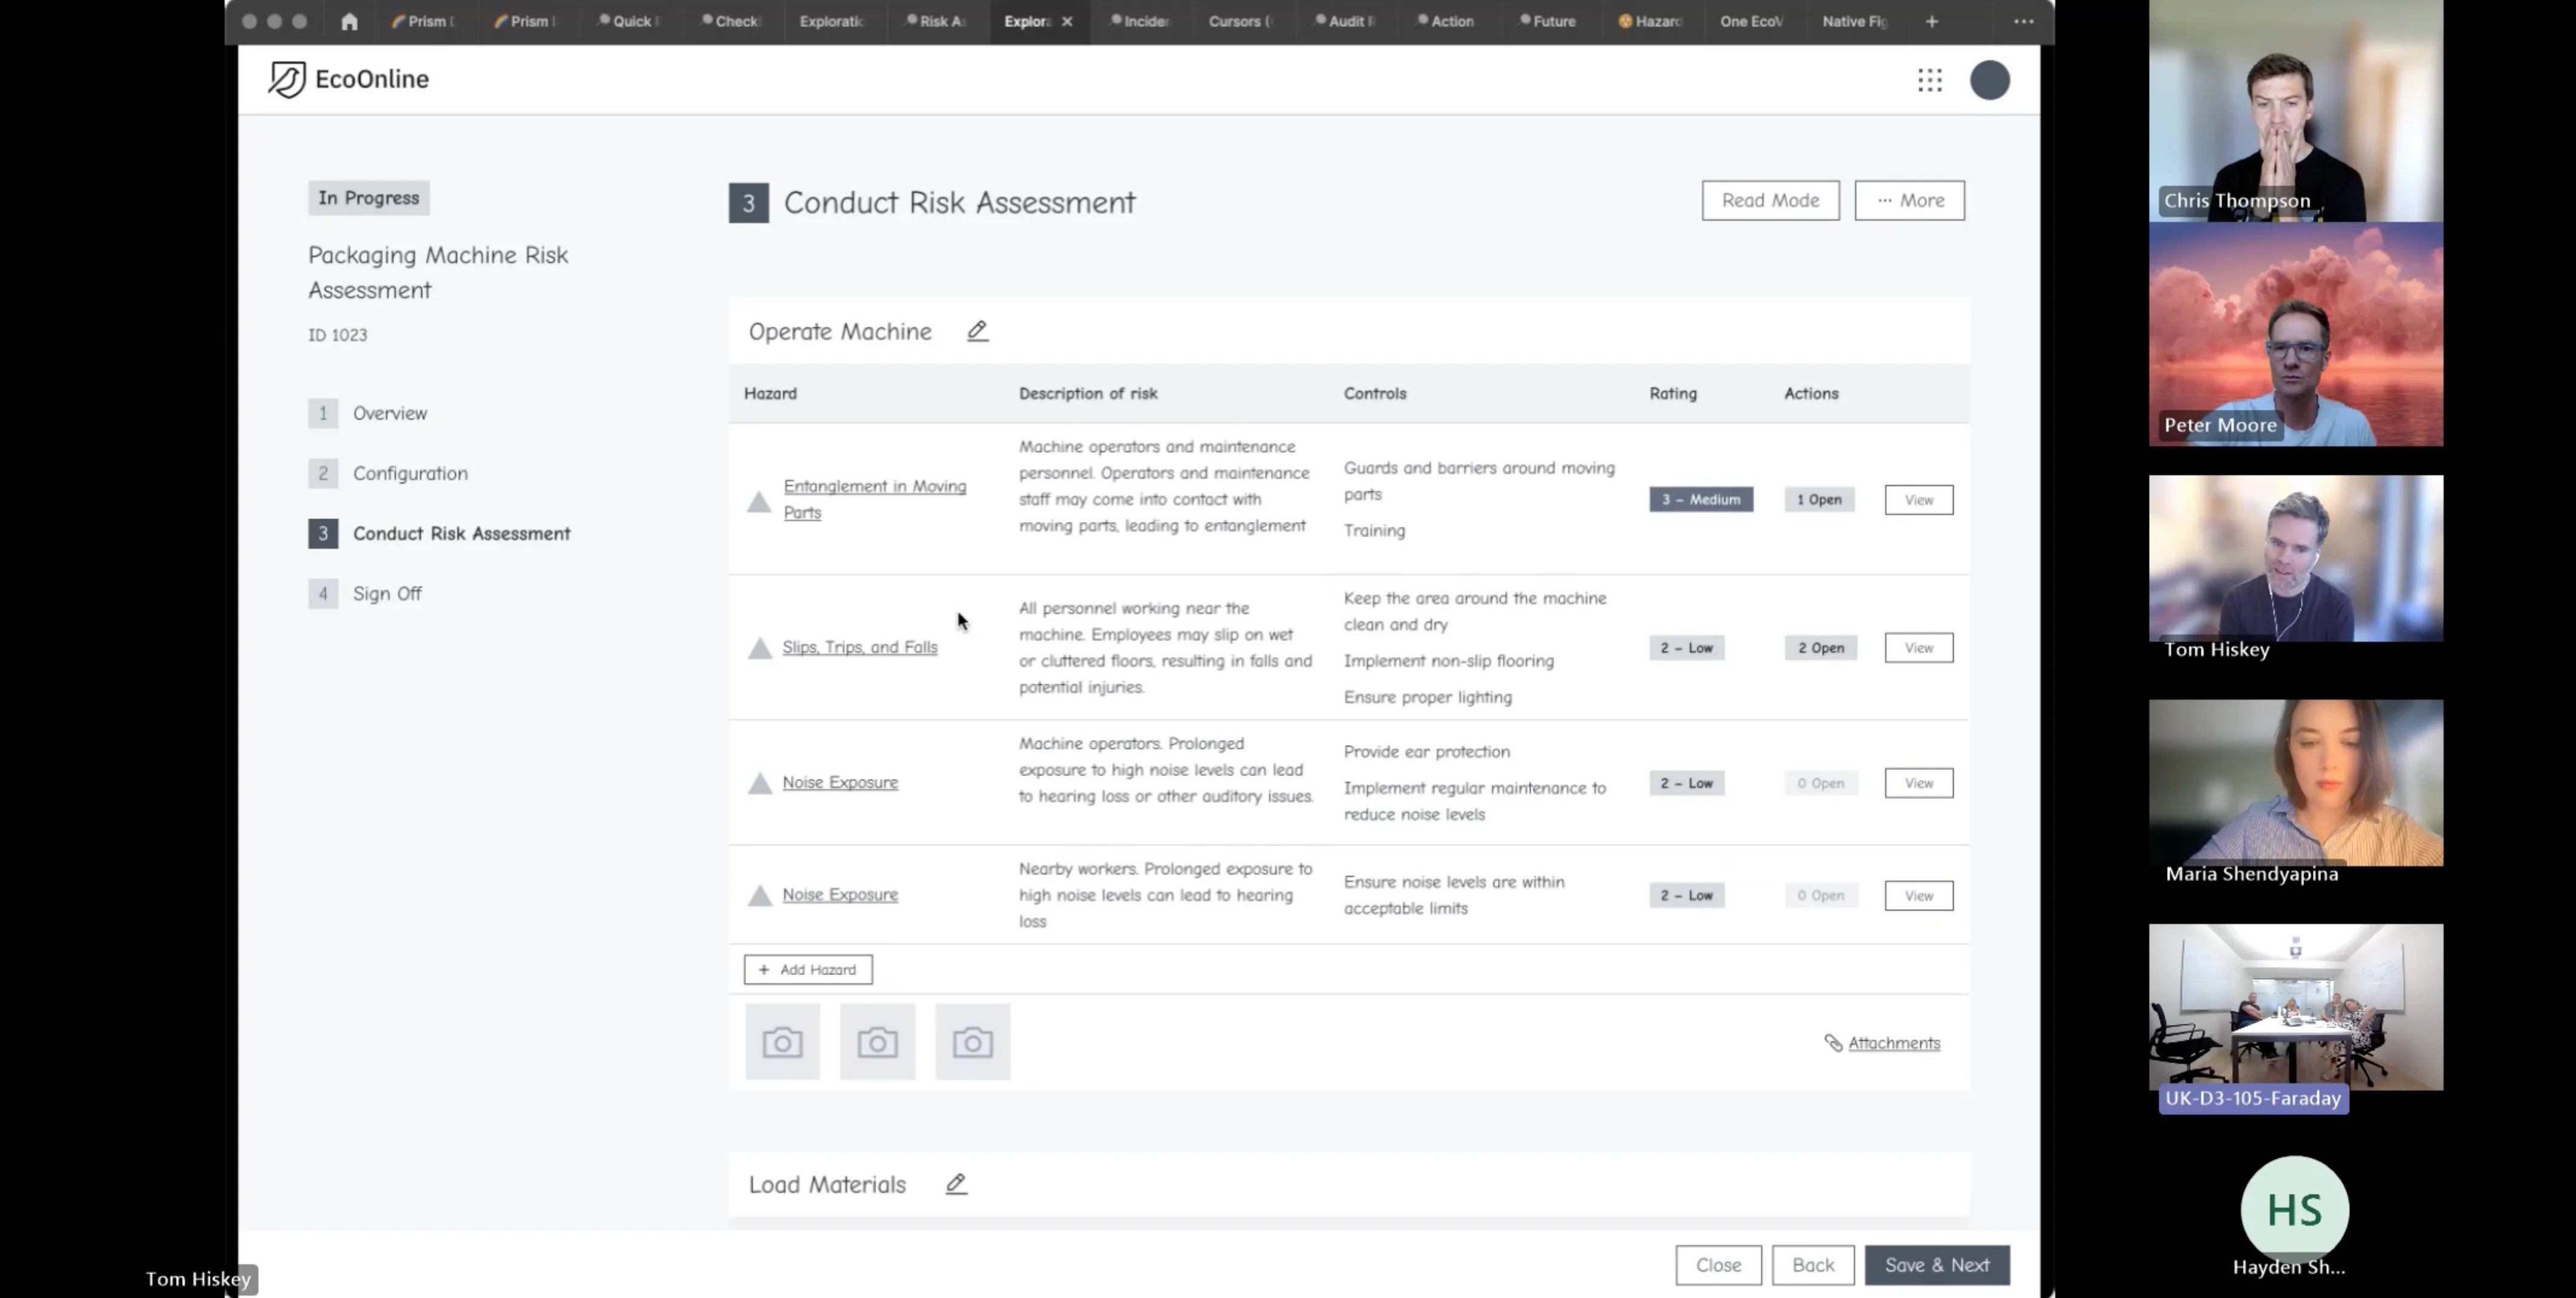 Prism
Prism
Quick
Check
Risk A
Explor
Incider
Cursors (
Audit
Action
Future
Hazar
One EcoV
Native Fig
EcoOnline
In Progress
Packaging Machine Risk
Assessment
ID 1023
1 Overview
2 Configuration
3 Conduct Risk Assessment
4 Sign Off
3 Conduct Risk Assessment
Read Mode
··· More
Operate Machine
Hazard Description of risk Controls Rating Actions
Entanglement in Moving
Parts
Machine operators and maintenance
personnel. Operators and maintenance
staff may come into contact with
moving parts, leading to entanglement
Guards and barriers around moving
parts
Training
3 – Medium
1 Open
View
Slips, Trips, and Falls
All personnel working near the
machine. Employees may slip on wet
or cluttered floors, resulting in falls and
potential injuries.
Keep the area around the machine
clean and dry
Implement non-slip flooring
Ensure proper lighting
2 – Low
2 Open
View
Noise Exposure
Machine operators. Prolonged
exposure to high noise levels can lead
to hearing loss or other auditory issues.
Provide ear protection
Implement regular maintenance to
reduce noise levels
2 – Low
0 Open
View
Noise Exposure
Nearby workers. Prolonged exposure to
high noise levels can lead to hearing
loss
Ensure noise levels are within
acceptable limits
2 – Low
0 Open
View
+ Add Hazard
Attachments
Load Materials
Close
Back
Save & Next
Tom Hiskey
Chris Thompson
Peter Moore
Tom Hiskey
Maria Shendyapina
UK-D3-105-Faraday
HS
Hayden Sh...